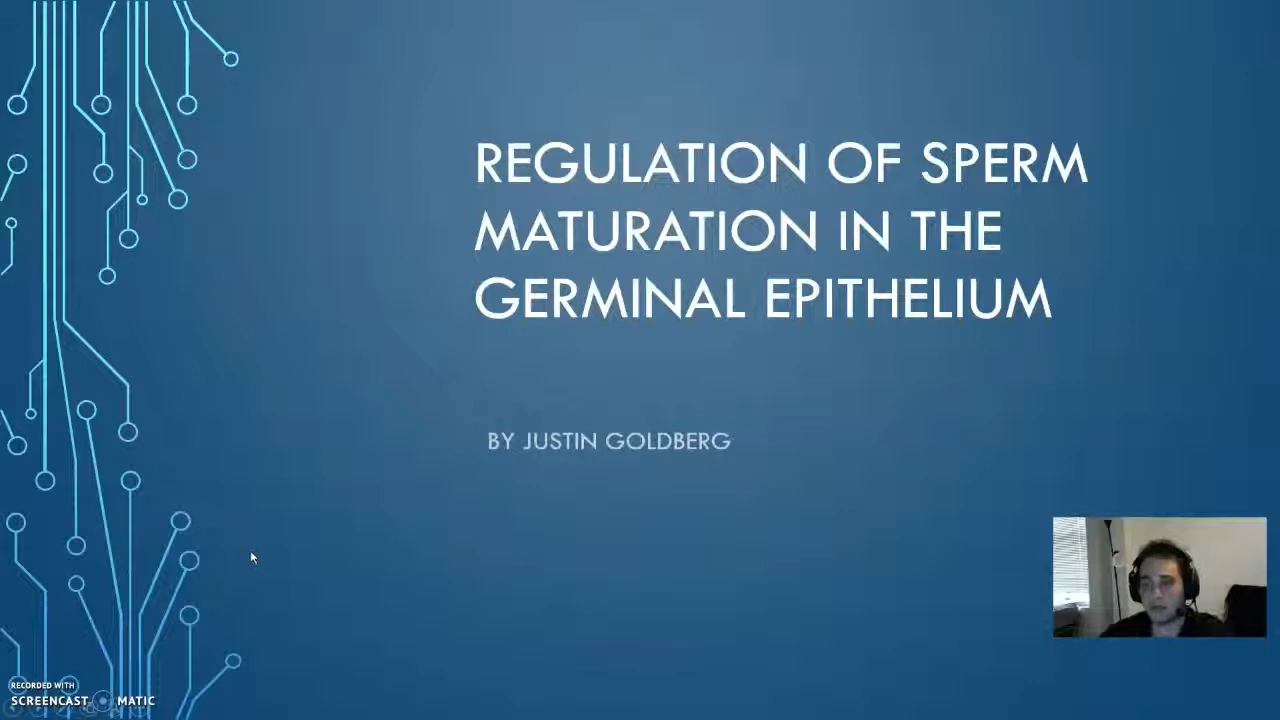 REGULATION OF SPERM
MATURATION IN THE
GERMINAL EPITHELIUM
BY JUSTIN GOLDBERG
RECORDED WITH
SCREENCAST MATIC